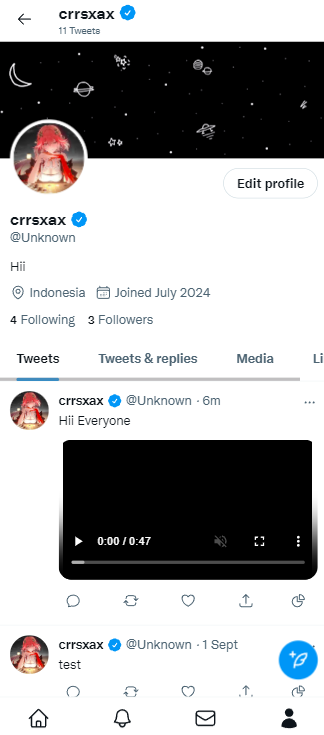 crrsxax
11 Tweets
Edit profile
crrsxax
@Unknown
Hii
Indonesia Joined July 2024
4 Following 3 Followers
Tweets Tweets & replies Media Li
crrsxax @Unknown · 6m
Hii Everyone
0:00 / 0:47
crrsxax @Unknown · 1 Sept
test